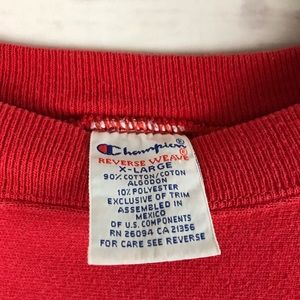 Champion®
REVERSE WEAVE®
X-LARGE
90% COTTON/COTON
ALGODON
10% POLYESTER
EXCLUSIVE OF TRIM
ASSEMBLED IN
MEXICO
OF U.S. COMPONENTS
RN 26094 CA 21356
FOR CARE SEE REVERSE